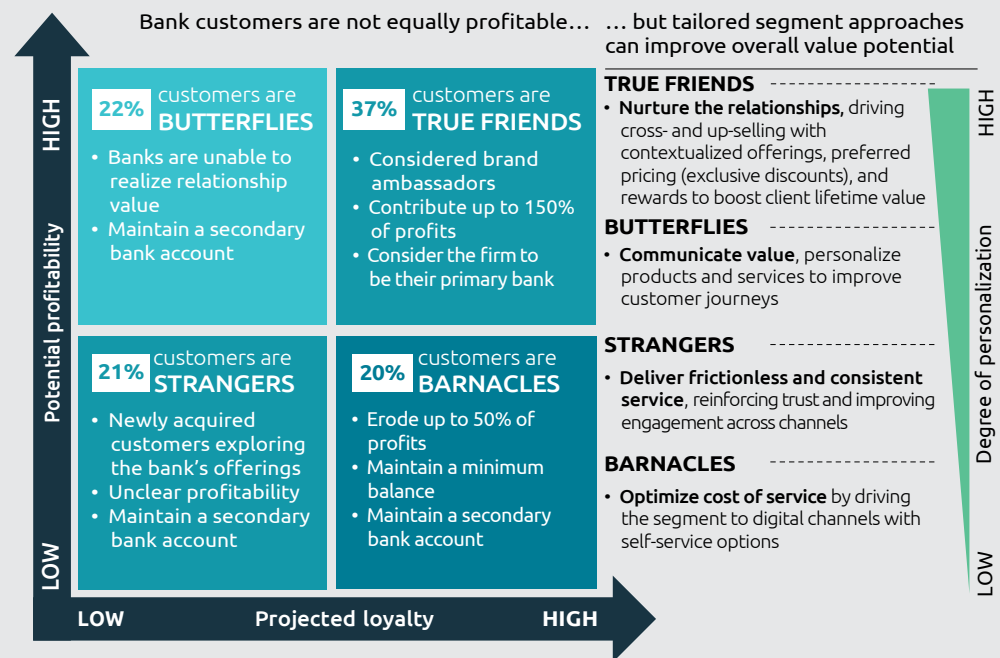 Bank customers are not equally profitable…
… but tailored segment approaches
can improve overall value potential
HIGH
Potential profitability
LOW
22%
customers are
BUTTERFLIES
• Banks are unable to
realize relationship
value
• Maintain a secondary
bank account
37%
customers are
TRUE FRIENDS
• Considered brand
ambassadors
• Contribute up to 150%
of profits
• Consider the firm to
be their primary bank
21%
customers are
STRANGERS
• Newly acquired
customers exploring
the bank’s offerings
• Unclear profitability
• Maintain a secondary
bank account
20%
customers are
BARNACLES
• Erode up to 50% of
profits
• Maintain a minimum
balance
• Maintain a secondary
bank account
LOW
Projected loyalty
HIGH
TRUE FRIENDS
• Nurture the relationships, driving
cross- and up-selling with
contextualized offerings, preferred
pricing (exclusive discounts), and
rewards to boost client lifetime value
BUTTERFLIES
• Communicate value, personalize
products and services to improve
customer journeys
STRANGERS
• Deliver frictionless and consistent
service, reinforcing trust and improving
engagement across channels
BARNACLES
• Optimize cost of service by driving
the segment to digital channels with
self-service options
HIGH
Degree of personalization
LOW